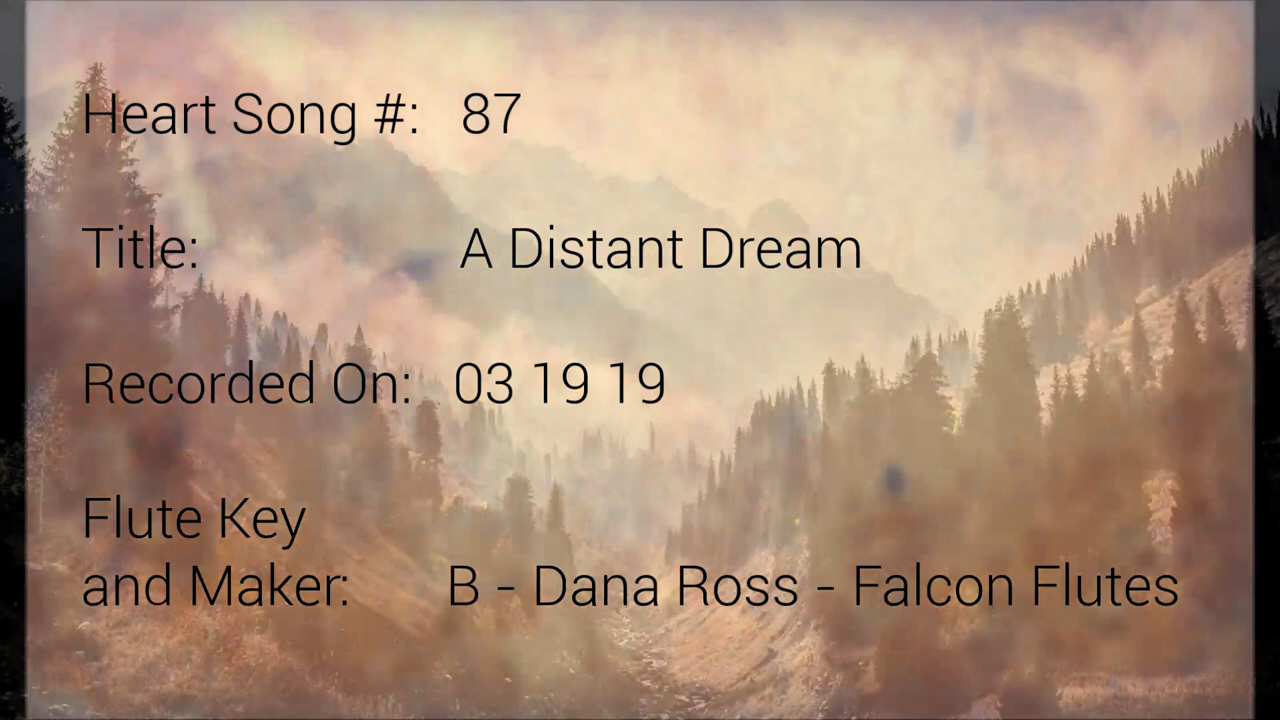 Heart Song #: 87
Title: A Distant Dream
Recorded On: 03 19 19
Flute Key
and Maker: B - Dana Ross - Falcon Flutes